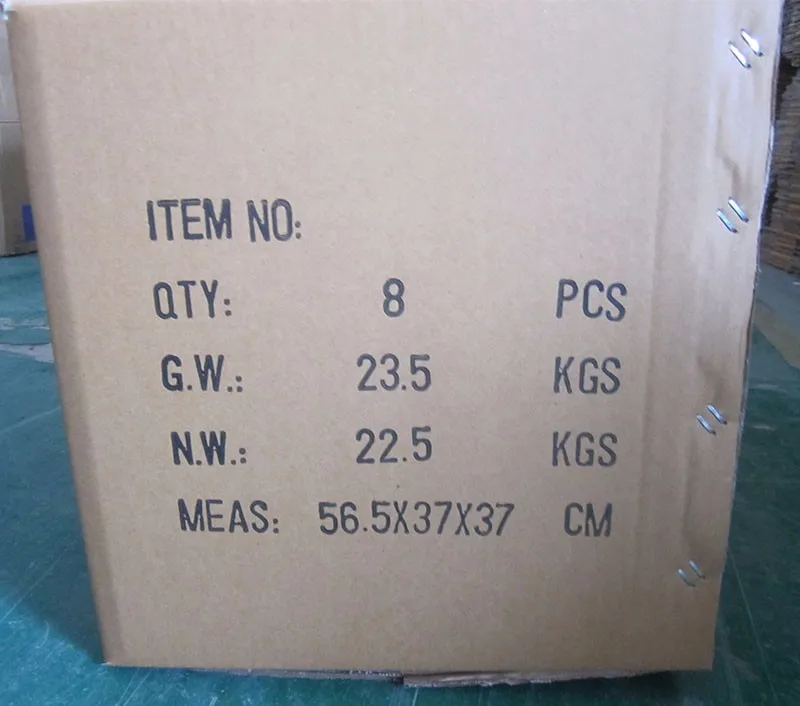 ITEM NO:
QTY: 8 PCS
G.W.: 23.5 KGS
N.W.: 22.5 KGS
MEAS: 56.5X37X37 CM